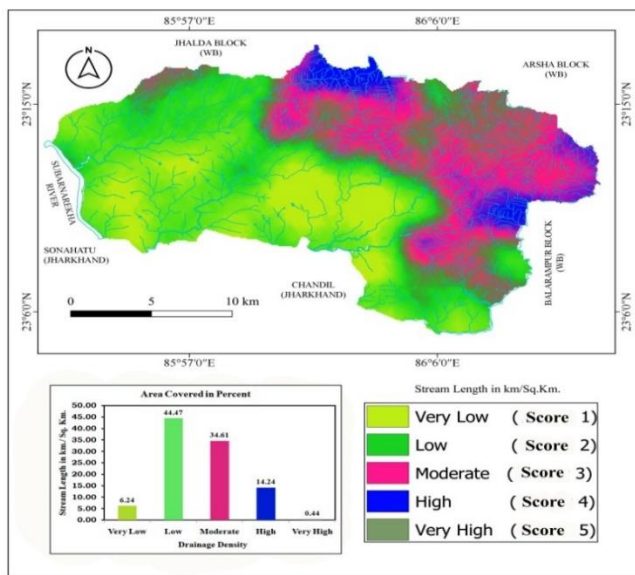 85°57'0"E
86°6'0"E
N
JHALDA BLOCK
(WB)
ARSHA BLOCK
(WB)
23°15'0"N
23°15'0"N
SUBARNAREKHA
RIVER
SONAHATU
(JHARKHAND)
CHANDIL
(JHARKHAND)
BALARAMPUR BLOCK
(WB)
23°6'0"N
23°6'0"N
0 5 10 km
85°57'0"E
86°6'0"E
Area Covered in Percent
Stream Length in km/ Sq. Km.
50.00
45.00
40.00
35.00
30.00
25.00
20.00
15.00
10.00
5.00
0.00
6.24
44.47
34.61
14.24
0.44
Very Low Low Moderate High Very High
Drainage Density
Stream Length in km/Sq.Km.
Very Low ( Score 1)
Low ( Score 2)
Moderate ( Score 3)
High ( Score 4)
Very High ( Score 5)